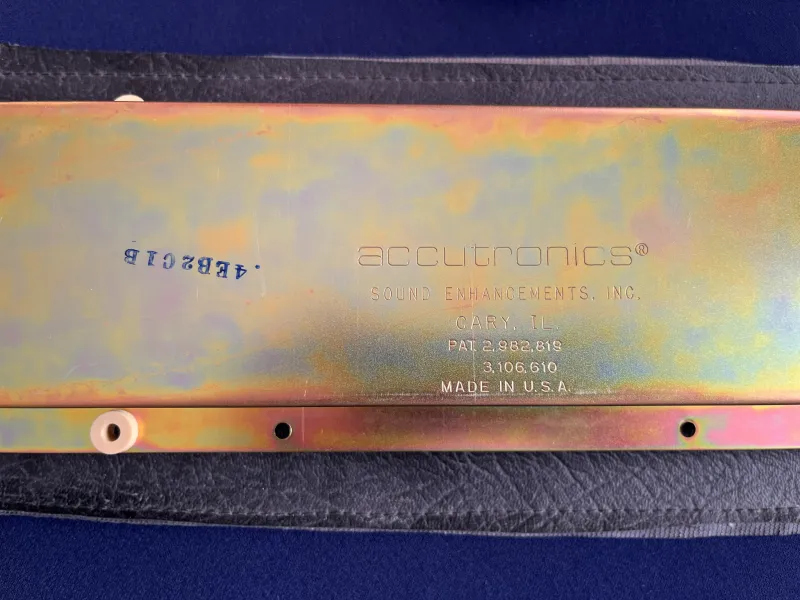 accutronics®
SOUND ENHANCEMENTS, INC.
CARY, IL.
PAT. 2,982,819
3,106,610
MADE IN U.S.A.
.4EB2C1B